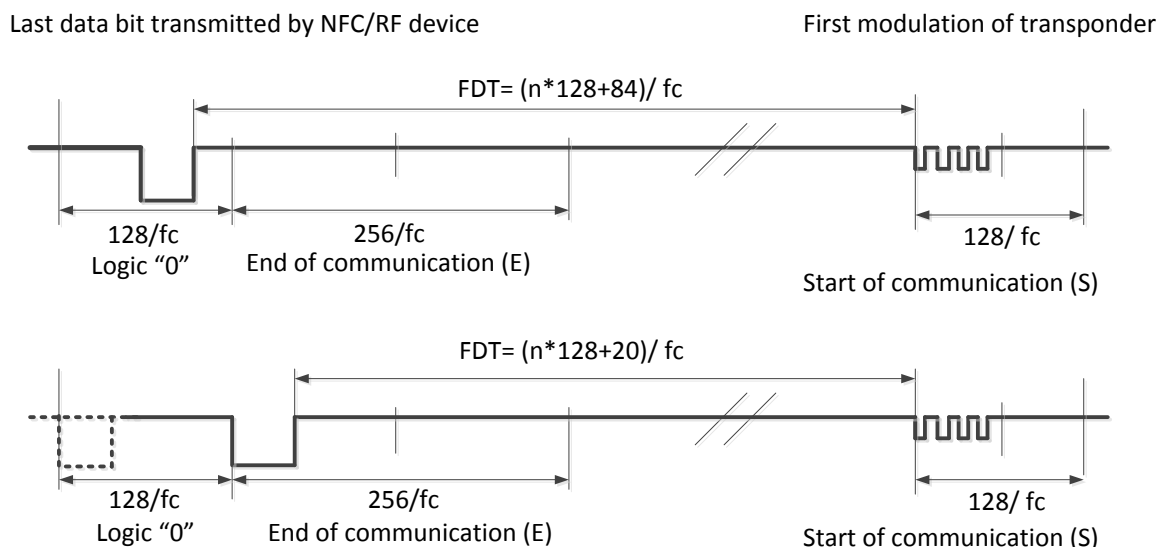 Last data bit transmitted by NFC/RF device
First modulation of transponder
FDT= (n*128+84)/ fc
128/fc
256/fc
128/ fc
Logic “0”
End of communication (E)
Start of communication (S)
FDT= (n*128+20)/ fc
128/fc
256/fc
128/ fc
Logic “0”
End of communication (E)
Start of communication (S)